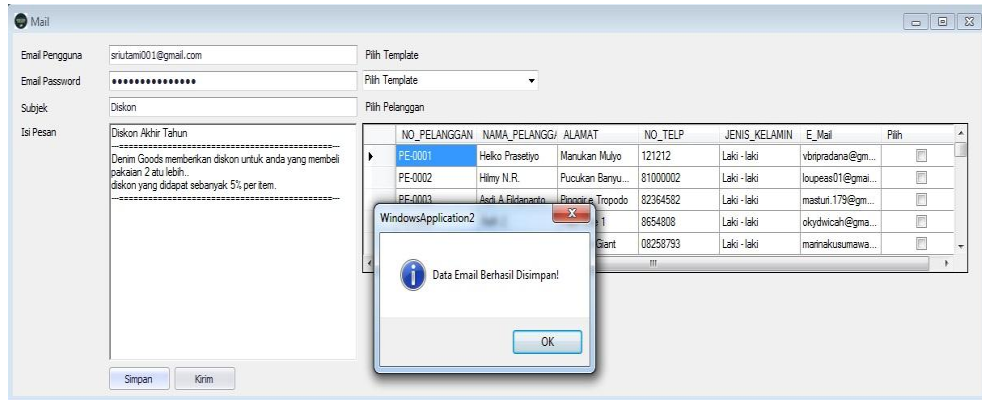 Mail
Email Pengguna sriutami001@gmail.com Pilih Template
Email Password ●●●●●●●●●●●●●●● Pilih Template
Subjek Diskon Pilih Pelanggan
Isi Pesan
Diskon Akhir Tahun
Denim Goods memberikan diskon untuk anda yang membeli
pakaian 2 atu lebih..
diskon yang didapat sebanyak 5% per item.
NO_PELANGGAN NAMA_PELANGGA ALAMAT NO_TELP JENIS_KELAMIN E_Mail Pilih
PE-0001 Helko Prasetiyo Manukan Mulyo 121212 Laki - laki vbripradana@gm...
PE-0002 Hilmy N.R. Pucukan Banyu... 81000002 Laki - laki loupeas01@gmai...
PE-0003 Asdi A Fildananto Pinggir e Tropodo 82364582 Laki - laki masturi.179@gm...
e 1 8654808 Laki - laki okydwicah@gma...
Giant 08258793 Laki - laki marinakusumawa...
WindowsApplication2
Data Email Berhasil Disimpan!
OK
Simpan Kirim